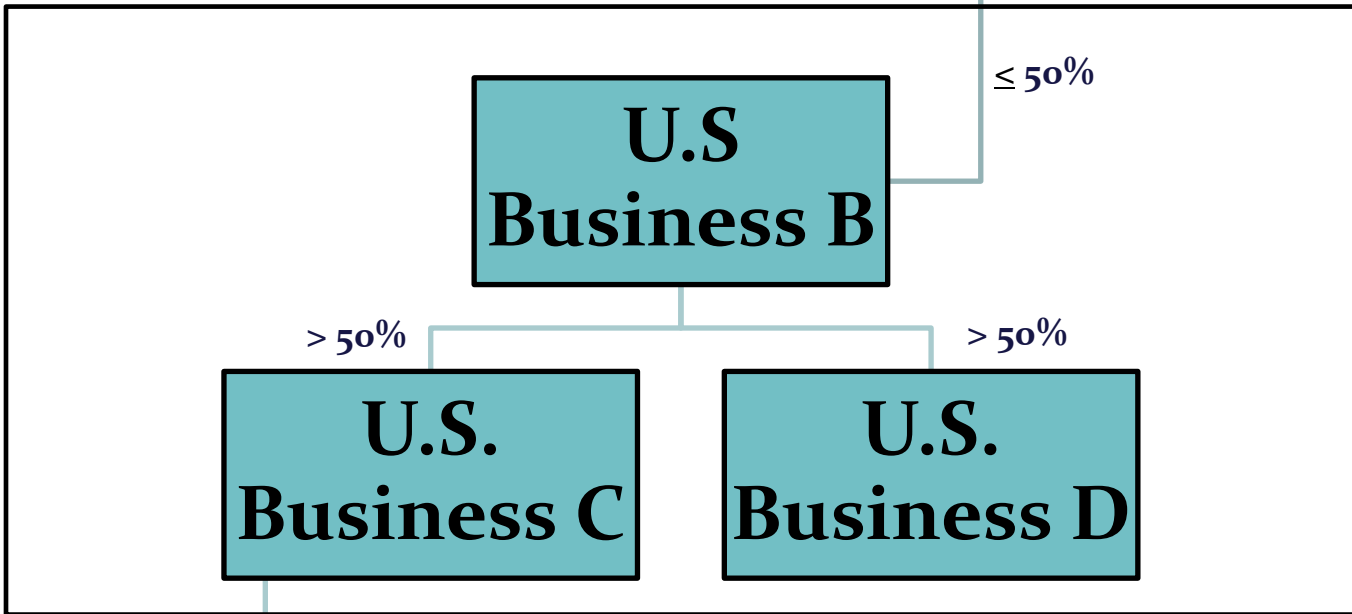 ≤ 50%
U.S
Business B
> 50%
> 50%
U.S.
Business C
U.S.
Business D